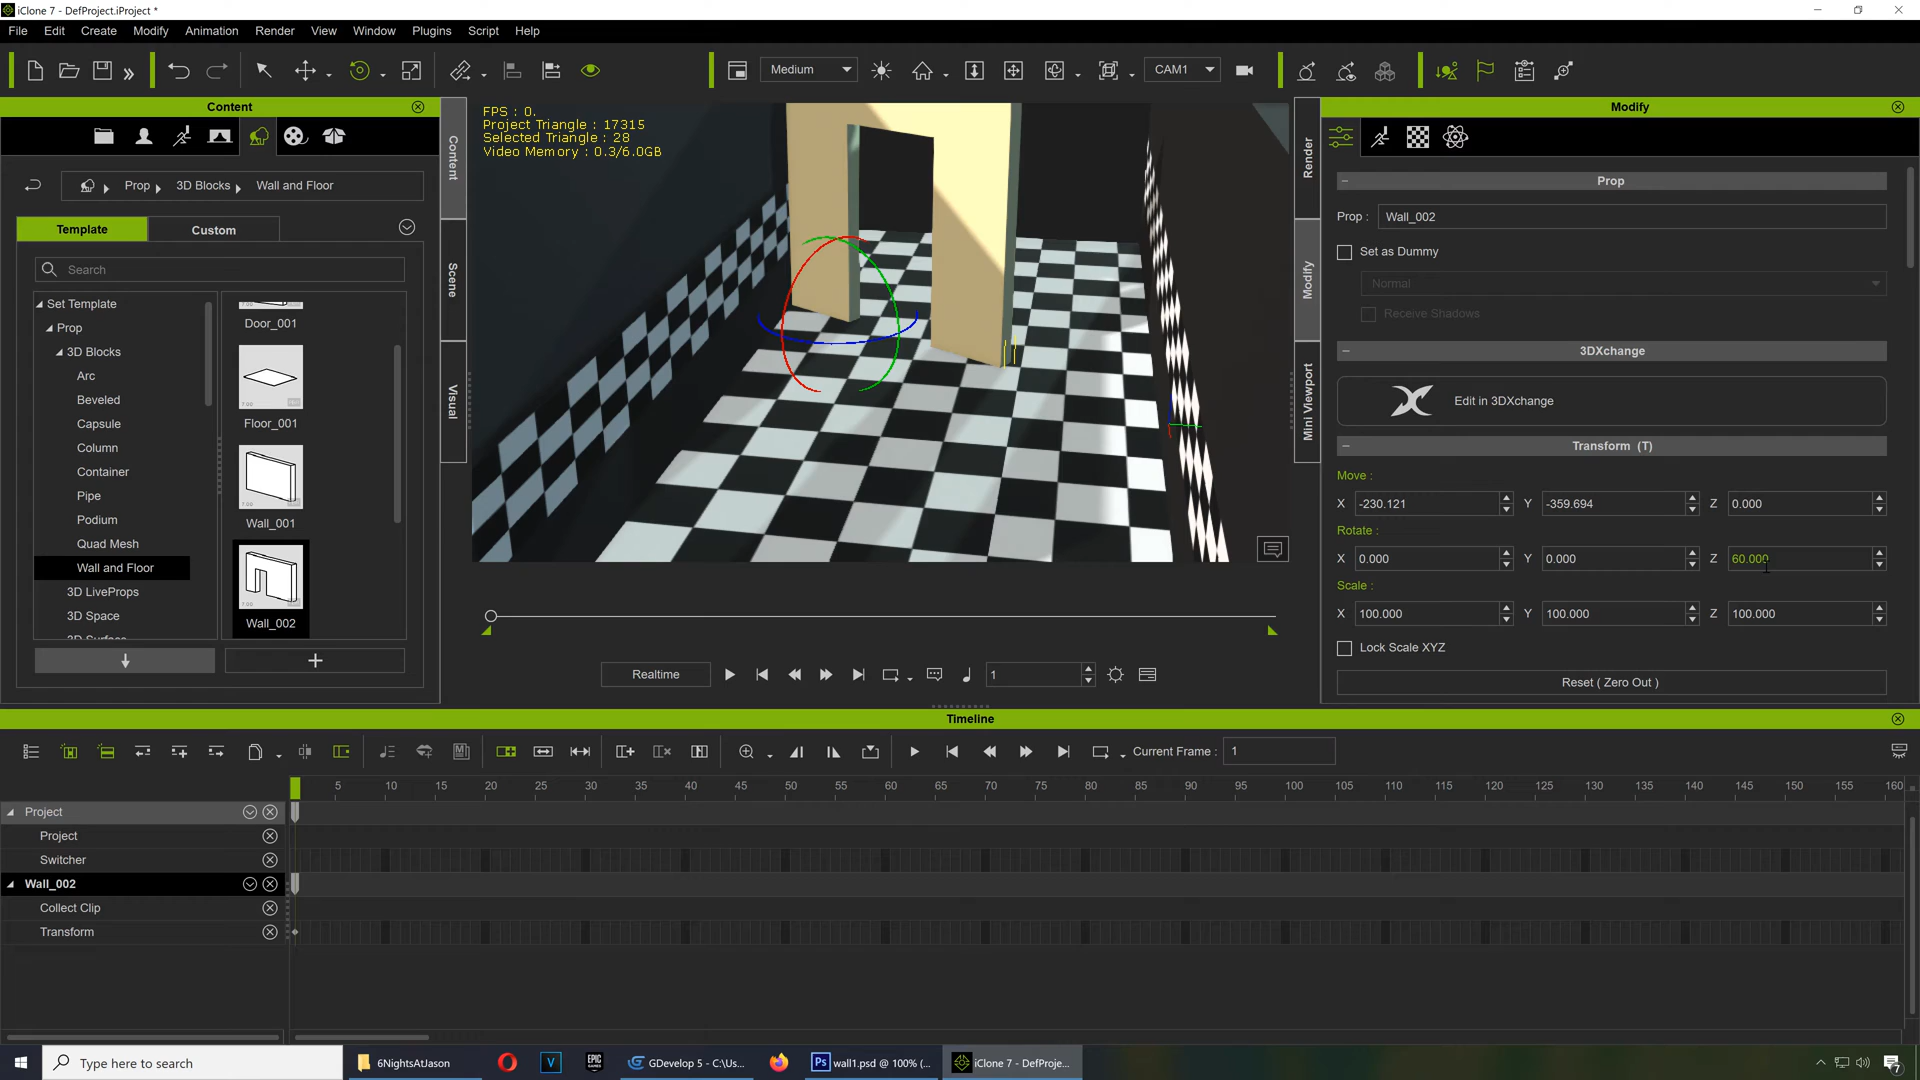 iClone 7 - DefProject.iProject *
File Edit Create Modify Animation Render View Window Plugins Script Help
Medium CAM1
Content Modify
FPS : 0.
Project Triangle : 17315
Selected Triangle : 28
Video Memory : 0.3/6.0GB
Prop 3D Blocks Wall and Floor
Template Custom
Search
Set Template
Prop
3D Blocks
Arc
Beveled
Capsule
Column
Container
Pipe
Podium
Quad Mesh
Wall and Floor
3D LiveProps
3D Space
3D Surface
Door_001
Floor_001
Wall_001
Wall_002
Content
Scene
Visual
Render
Modify
Mini Viewport
Prop
Prop : Wall_002
Set as Dummy
Normal
Receive Shadows
3DXchange
Edit in 3DXchange
Transform (T)
Move :
X -230.121 Y -359.694 Z 0.000
Rotate :
X 0.000 Y 0.000 Z 60.000
Scale :
X 100.000 Y 100.000 Z 100.000
Lock Scale XYZ
Reset ( Zero Out )
Realtime 1
Timeline
Current Frame : 1
5 10 15 20 25 30 35 40 45 50 55 60 65 70 75 80 85 90 95 100 105 110 115 120 125 130 135 140 145 150 155 160
Project
Project
Switcher
Wall_002
Collect Clip
Transform
Type here to search
6NightsAtJason
V
EPIC GAMES
GDevelop 5 - C:\Us...
Ps wall1.psd @ 100% (...
iClone 7 - DefProje...
7